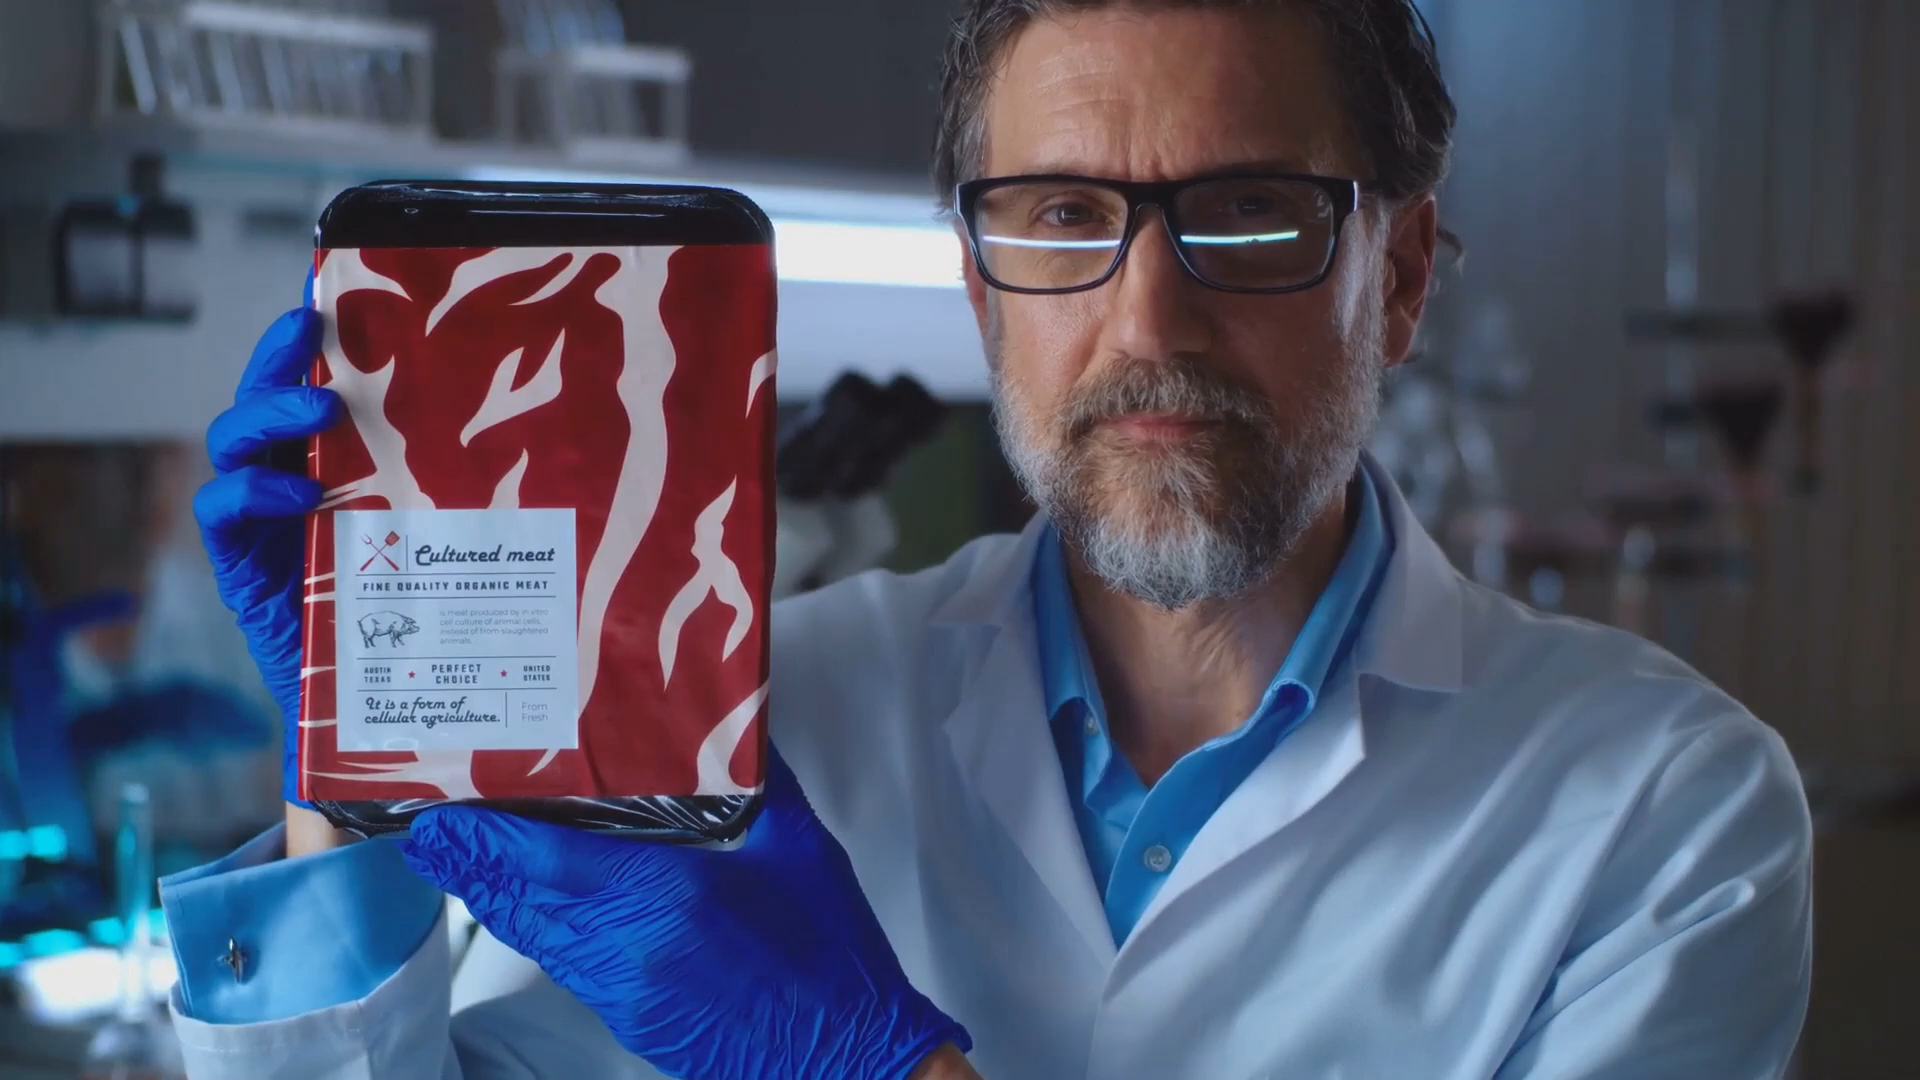 Cultured meat
FINE QUALITY ORGANIC MEAT
is meat produced by in vitro
cell culture of animal cells,
instead of from slaughtered
animals.
AUSTIN
TEXAS
PERFECT
CHOICE
UNITED
STATES
It is a form of
cellular agriculture.
From
Fresh